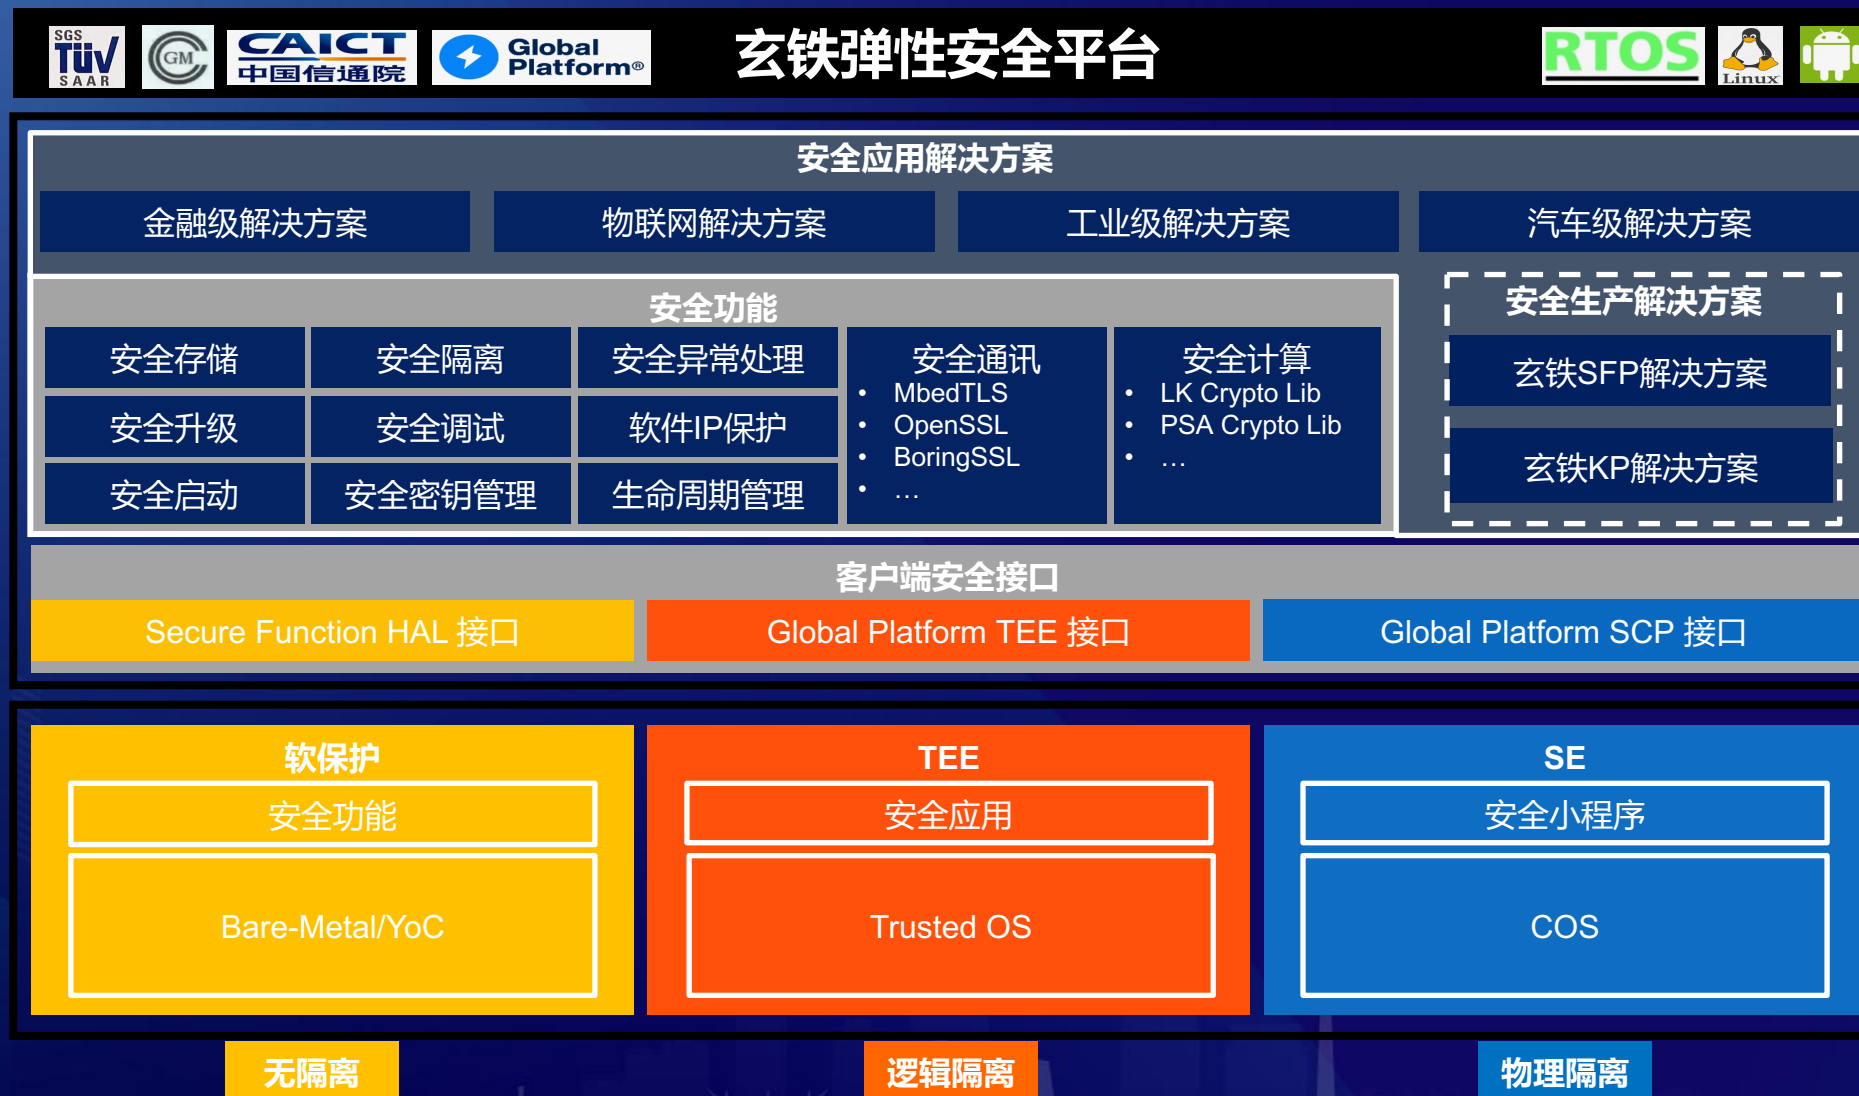 SGS
TÜV
SAAR
GM
CAICT
中国信通院
Global
Platform®
玄铁弹性安全平台
RTOS
Linux
安全应用解决方案
金融级解决方案
物联网解决方案
工业级解决方案
汽车级解决方案
安全功能
安全存储
安全隔离
安全异常处理
安全升级
安全调试
软件IP保护
安全启动
安全密钥管理
生命周期管理
安全通讯
• MbedTLS
• OpenSSL
• BoringSSL
• …
安全计算
• LK Crypto Lib
• PSA Crypto Lib
• …
安全生产解决方案
玄铁SFP解决方案
玄铁KP解决方案
客户端安全接口
Secure Function HAL 接口
Global Platform TEE 接口
Global Platform SCP 接口
软保护
安全功能
Bare-Metal/YoC
TEE
安全应用
Trusted OS
SE
安全小程序
COS
无隔离
逻辑隔离
物理隔离